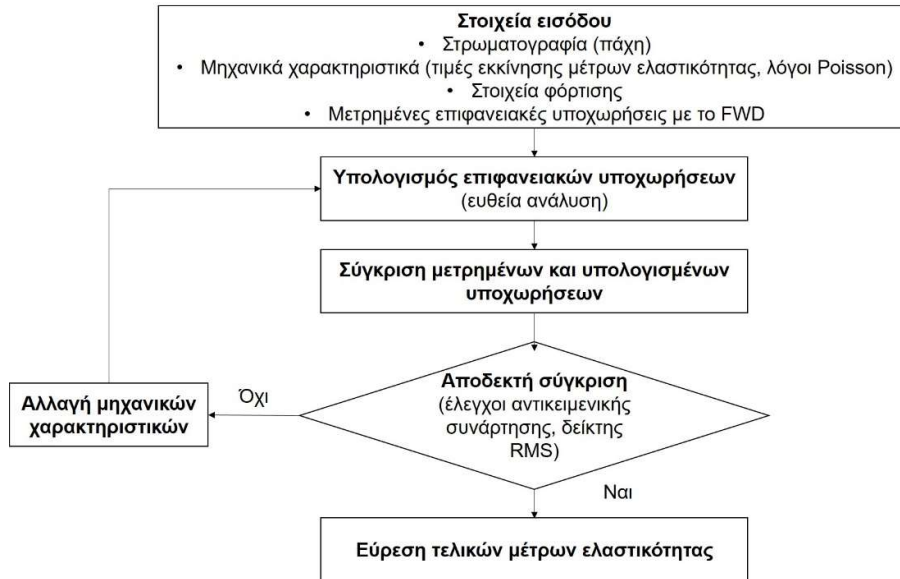 Στοιχεία εισόδου
• Στρωματογραφία (πάχη)
• Μηχανικά χαρακτηριστικά (τιμές εκκίνησης μέτρων ελαστικότητας, λόγοι Poisson)
• Στοιχεία φόρτισης
• Μετρημένες επιφανειακές υποχωρήσεις με το FWD
Υπολογισμός επιφανειακών υποχωρήσεων
(ευθεία ανάλυση)
Σύγκριση μετρημένων και υπολογισμένων
υποχωρήσεων
Αποδεκτή σύγκριση
(έλεγχοι αντικειμενικής
συνάρτησης, δείκτης
RMS)
Όχι
Αλλαγή μηχανικών
χαρακτηριστικών
Ναι
Εύρεση τελικών μέτρων ελαστικότητας